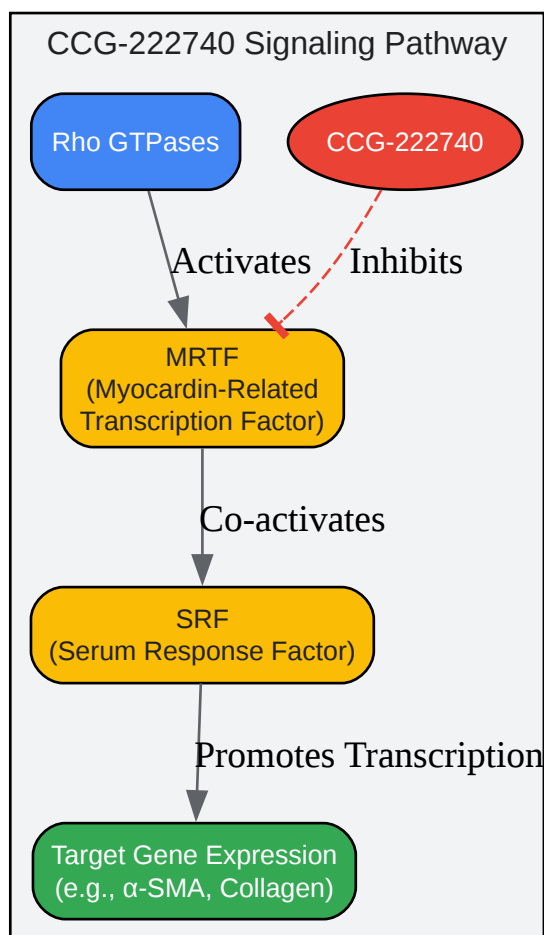 CCG-222740 Signaling Pathway
Rho GTPases
CCG-222740
Activates
Inhibits
MRTF
(Myocardin-Related
Transcription Factor)
Co-activates
SRF
(Serum Response Factor)
Promotes Transcription
Target Gene Expression
(e.g., α-SMA, Collagen)